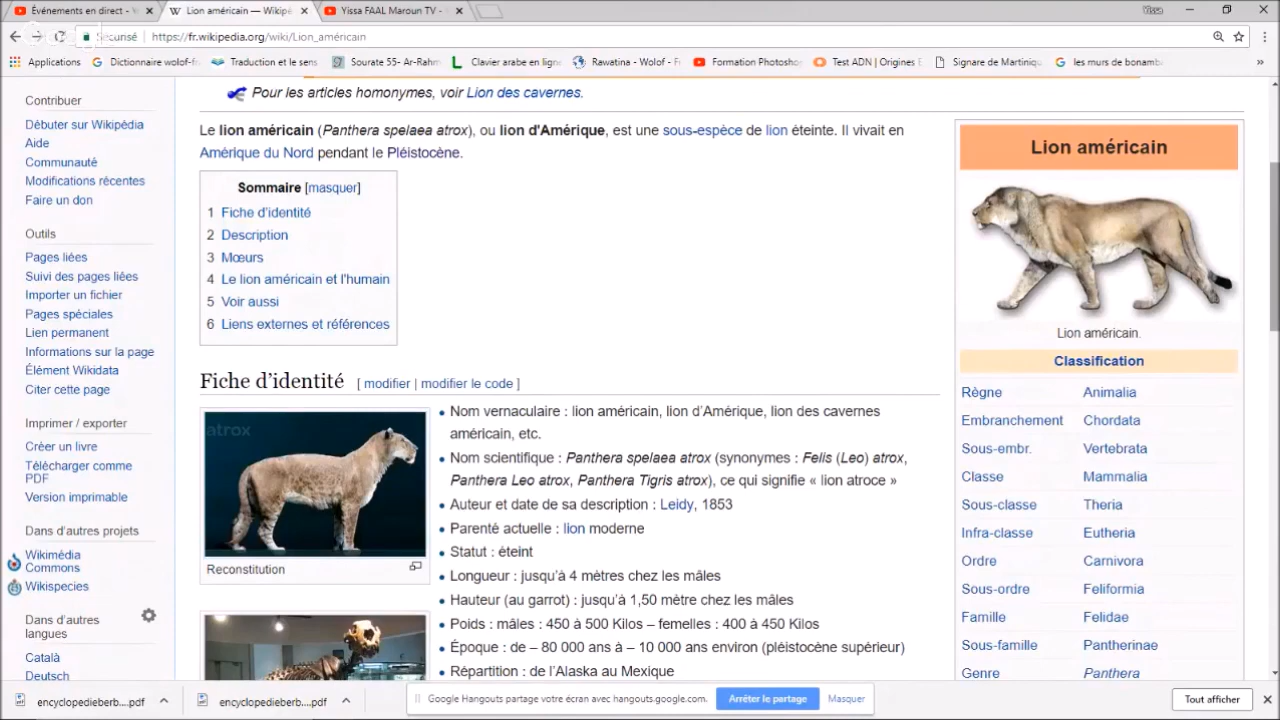 Événements en direct -
Lion américain — Wikipé
Yissa FAAL Maroun TV -
Yissa
Sécurisé
https://fr.wikipedia.org/wiki/Lion_américain
Applications
Dictionnaire wolof-fr
Traduction et le sens
Sourate 55- Ar-Rahm
Clavier arabe en ligne
Rawatina - Wolof - Fr
Formation Photoshop
Test ADN | Origines E
Signare de Martiniqu
les murs de bonamb
»
Contribuer
Débuter sur Wikipédia
Aide
Communauté
Modifications récentes
Faire un don
Outils
Pages liées
Suivi des pages liées
Importer un fichier
Pages spéciales
Lien permanent
Informations sur la page
Élément Wikidata
Citer cette page
Imprimer / exporter
Créer un livre
Télécharger comme
PDF
Version imprimable
Dans d'autres projets
Wikimédia
Commons
Wikispecies
Dans d'autres
langues
Català
Deutsch
Pour les articles homonymes, voir Lion des cavernes.
Le lion américain (Panthera spelaea atrox), ou lion d'Amérique, est une sous-espèce de lion éteinte. Il vivait en
Amérique du Nord pendant le Pléistocène.
Sommaire [masquer]
1 Fiche d'identité
2 Description
3 Mœurs
4 Le lion américain et l'humain
5 Voir aussi
6 Liens externes et références
Fiche d'identité [ modifier | modifier le code ]
atrox
Reconstitution
• Nom vernaculaire : lion américain, lion d'Amérique, lion des cavernes
américain, etc.
• Nom scientifique : Panthera spelaea atrox (synonymes : Felis (Leo) atrox,
Panthera Leo atrox, Panthera Tigris atrox), ce qui signifie « lion atroce »
• Auteur et date de sa description : Leidy, 1853
• Parenté actuelle : lion moderne
• Statut : éteint
• Longueur : jusqu'à 4 mètres chez les mâles
• Hauteur (au garrot) : jusqu'à 1,50 mètre chez les mâles
• Poids : mâles : 450 à 500 Kilos – femelles : 400 à 450 Kilos
• Époque : de – 80 000 ans à – 10 000 ans environ (pléistocène supérieur)
• Répartition : de l'Alaska au Mexique
Lion américain
Lion américain.
Classification
Règne Animalia
Embranchement Chordata
Sous-embr. Vertebrata
Classe Mammalia
Sous-classe Theria
Infra-classe Eutheria
Ordre Carnivora
Sous-ordre Feliformia
Famille Felidae
Sous-famille Pantherinae
Genre Panthera
encyclopedieberb....pdf
encyclopedieberb....pdf
Google Hangouts partage votre écran avec hangouts.google.com.
Arrêter le partage
Masquer
Tout afficher